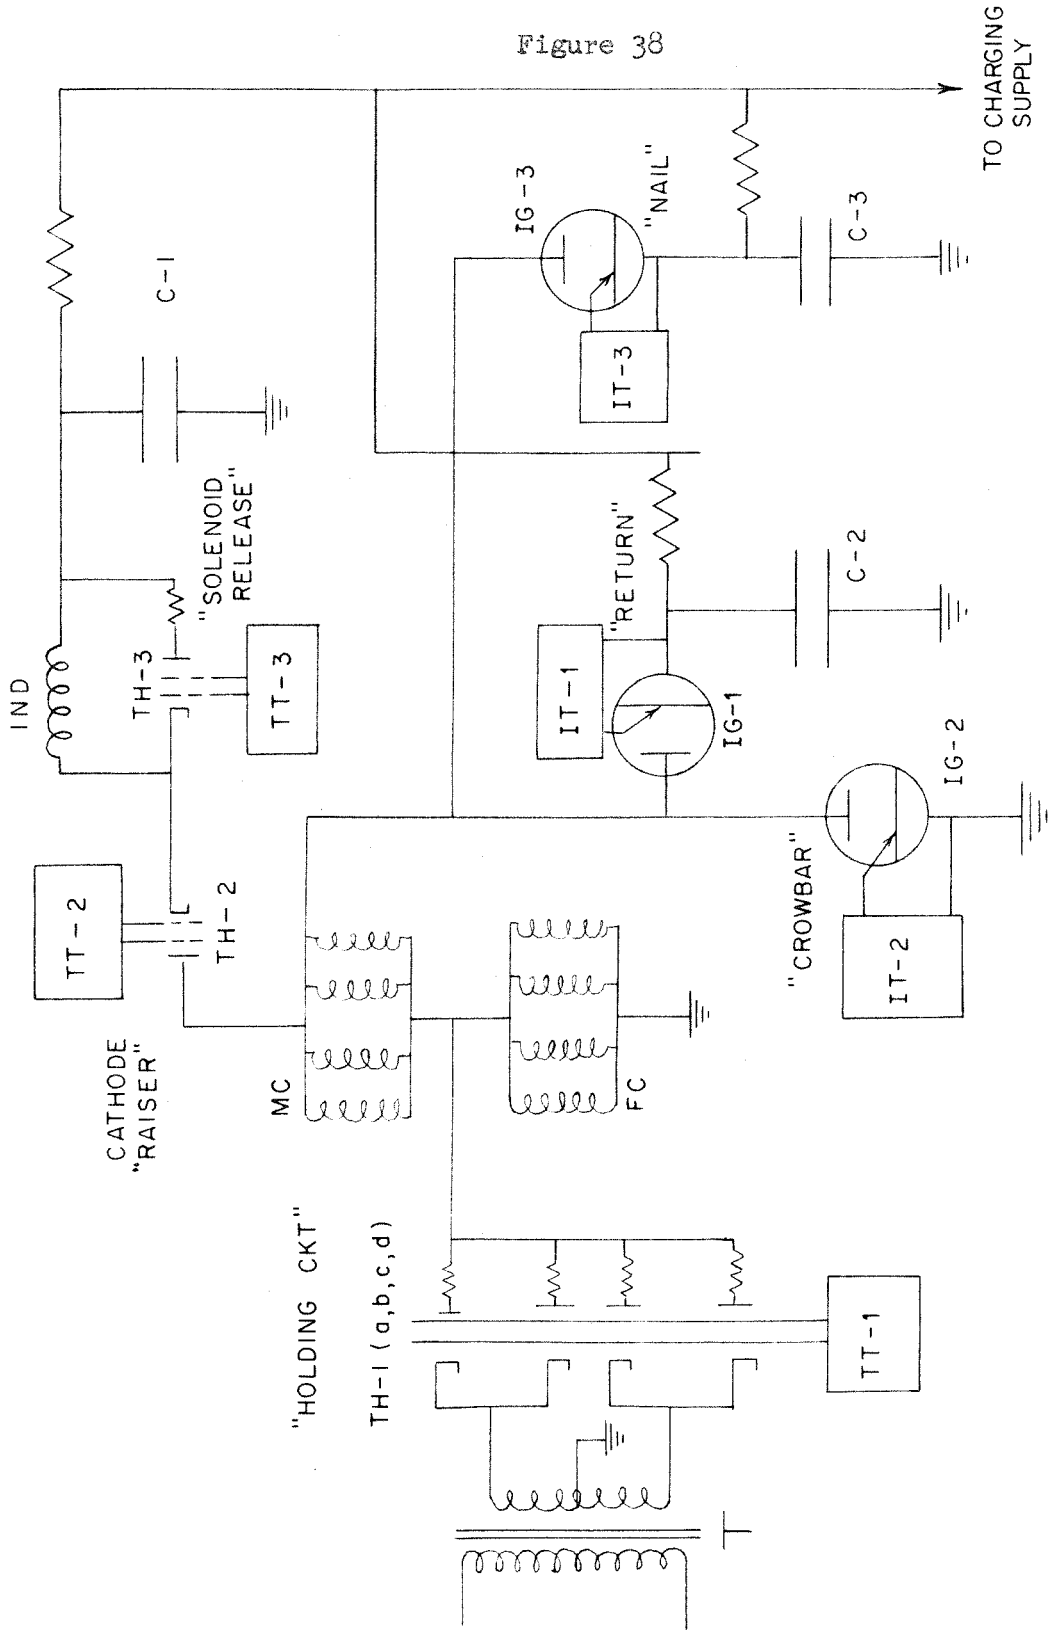 Figure 38
TO CHARGING
SUPPLY
IND
C-1
"SOLENOID
RELEASE"
TH-3
TT-3
TT-2
TH-2
CATHODE
"RAISER"
IG-3
"NAIL"
IT-3
C-3
"RETURN"
IT-1
IG-1
C-2
"CROWBAR"
IT-2
IG-2
MC
FC
"HOLDING CKT"
TH-1 (a,b,c,d)
TT-1
T